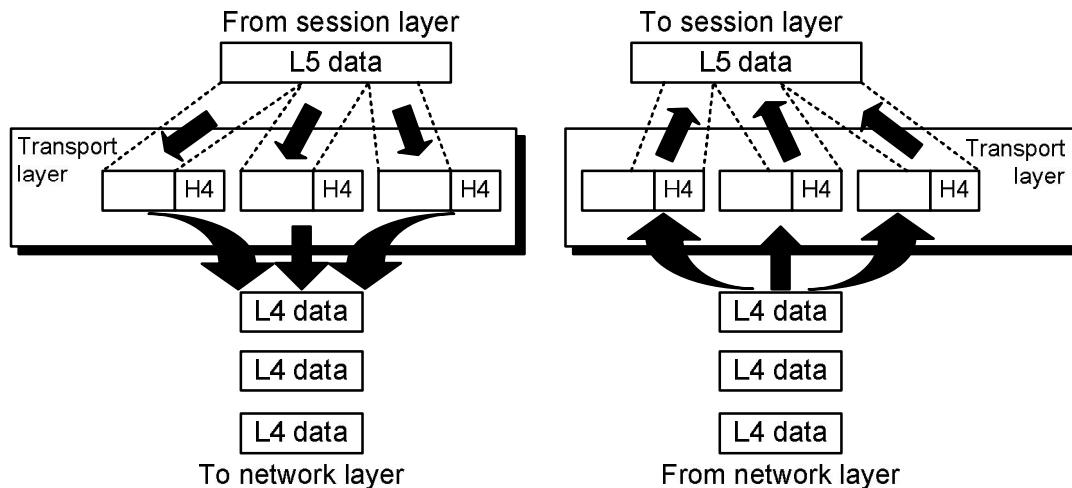 From session layer
L5 data
Transport
layer
H4
H4
H4
L4 data
L4 data
L4 data
To network layer
To session layer
L5 data
Transport
layer
H4
H4
H4
L4 data
L4 data
L4 data
From network layer